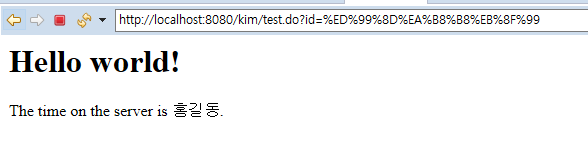 http://localhost:8080/kim/test.do?id=%ED%99%8D%EA%B8%B8%EB%8F%99
Hello world!
The time on the server is 홍길동.